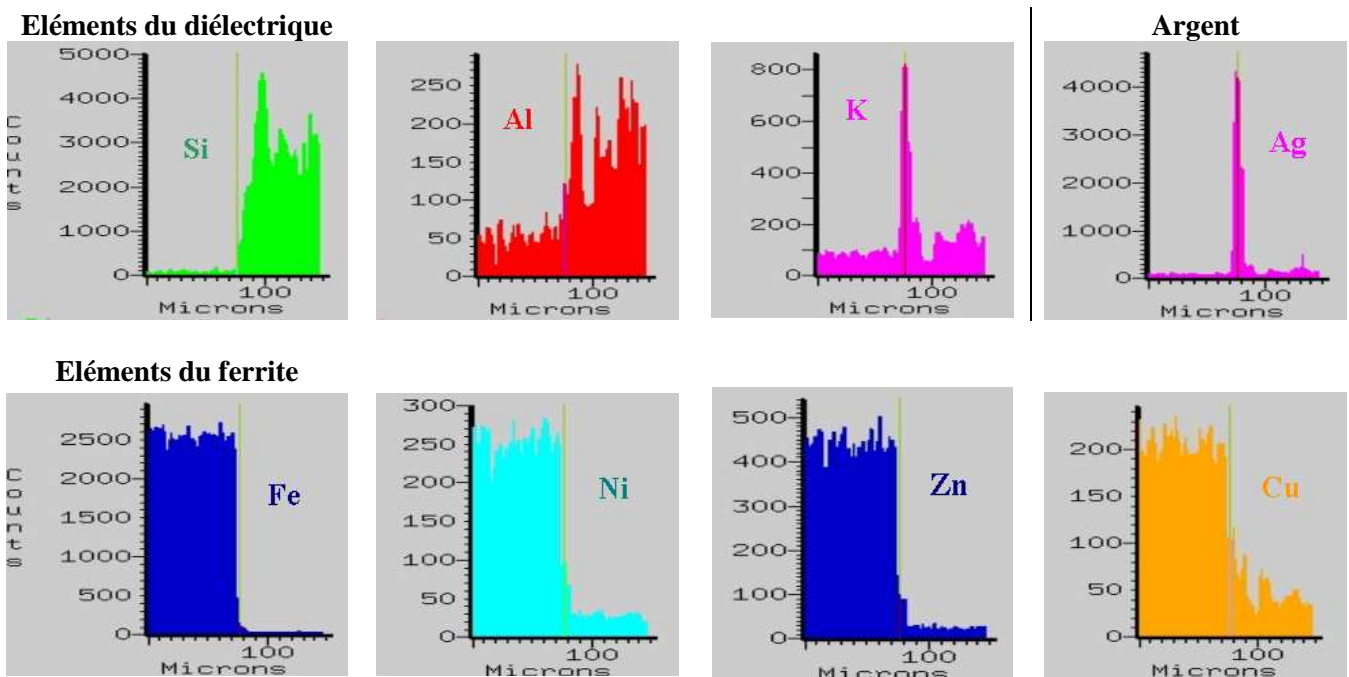 Eléments du diélectrique
Argent
5000
4000
3000
2000
1000
0
Counts
Si
100
Microns
250
200
150
100
50
0
Al
100
Microns
800
600
400
200
0
K
100
Microns
4000
3000
2000
1000
0
Ag
100
Microns
Eléments du ferrite
2500
2000
1500
1000
500
0
Counts
Fe
100
Microns
300
250
200
150
100
50
0
Ni
100
Microns
500
400
300
200
100
0
Zn
100
Microns
200
150
100
50
0
Cu
100
Microns